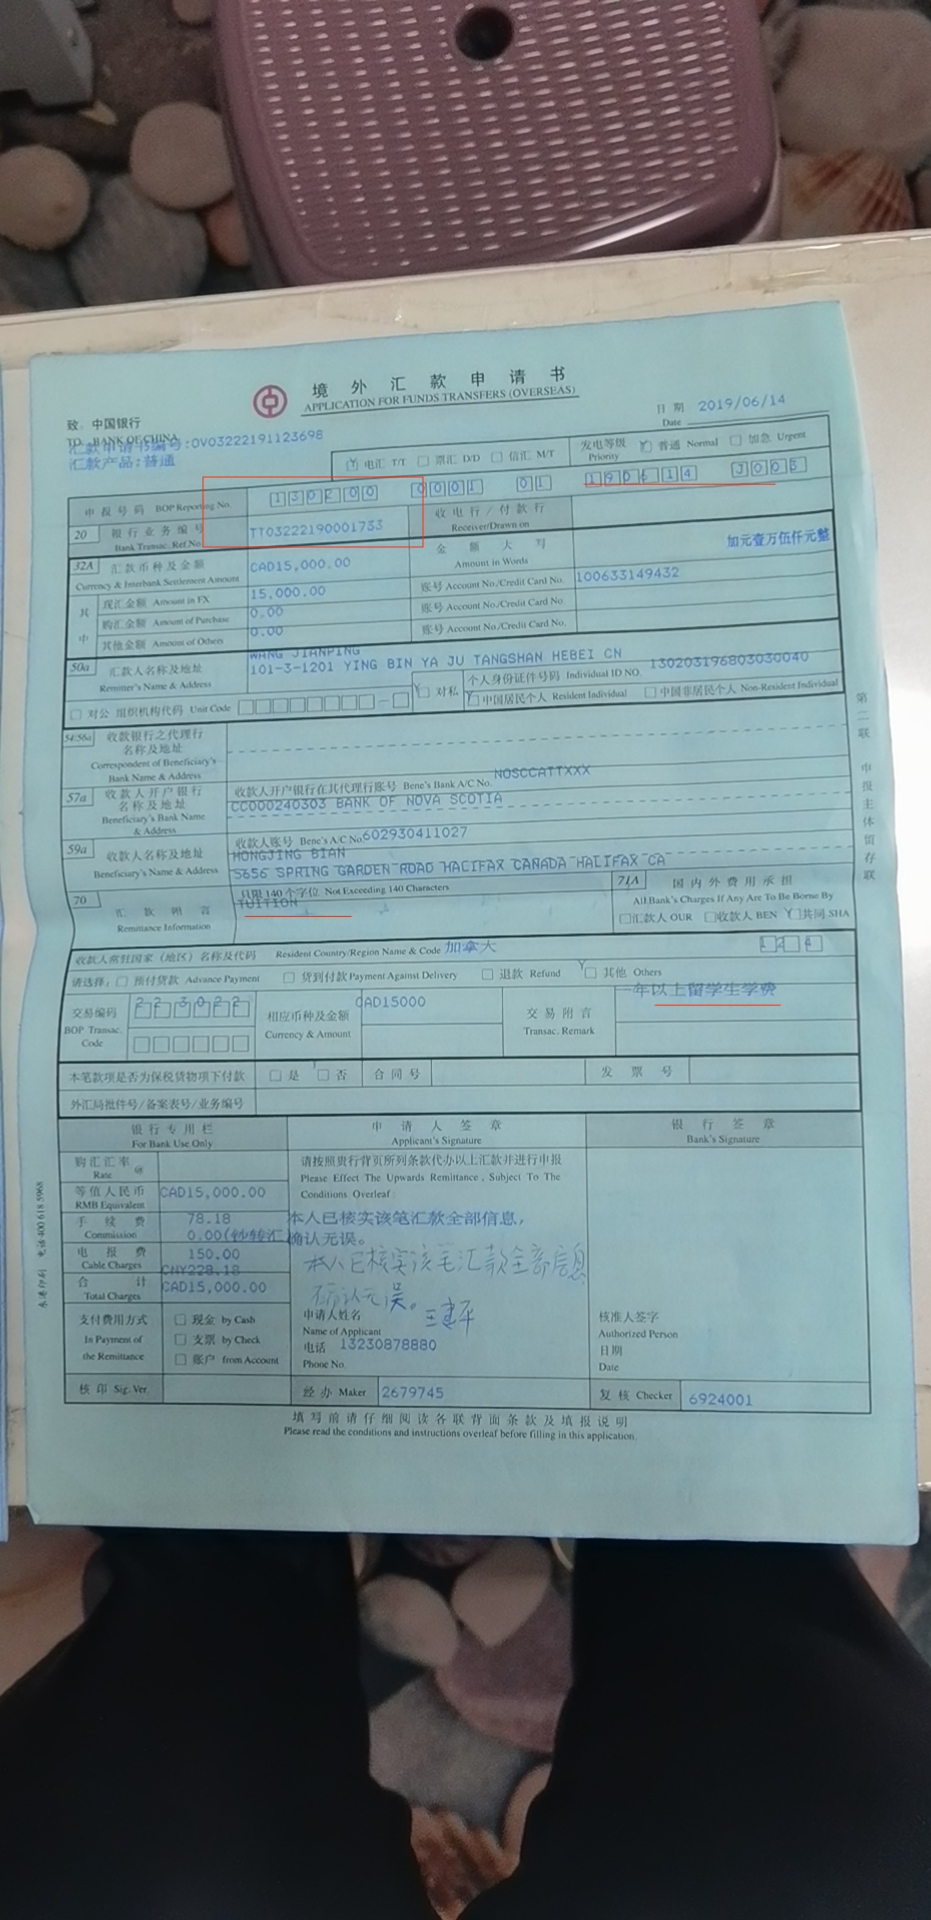 境外汇款申请书
APPLICATION FOR FUNDS TRANSFERS (OVERSEAS)
致：中国银行
TO: BANK OF CHINA
汇款申请书编号:OV03222191123698
汇款产品:普通
日期 Date 2019/06/14
电汇 T/T 票汇 D/D 信汇 M/T 发电等级 Priority 普通 Normal 加急 Urgent
申报号码 BOP Reporting No. 130200 0001 01 190614 J005
20 银行业务编号 Bank Transac. Ref.No. TT03222190001733 收电行/付款行 Receiver/Drawn on
32A 汇款币种及金额 Currency & Interbank Settlement Amount CAD15,000.00 金额大写 Amount in Words 加元壹万伍仟元整
其中 现汇金额 Amount in FX 15,000.00 账号 Account No./Credit Card No. 100633149432
购汇金额 Amount of Purchase 0.00 账号 Account No./Credit Card No.
其他金额 Amount of Others 0.00 账号 Account No./Credit Card No.
50a 汇款人名称及地址 Remitter's Name & Address WANG JIANPING
101-3-1201 YING BIN YA JU TANGSHAN HEBEI CN
对公 组织机构代码 Unit Code 对私 个人身份证件号码 Individual ID NO. 130203196803030040
中国居民个人 Resident Individual 中国非居民个人 Non-Resident Individual
54/56a 收款银行之代理行名称及地址 Correspondent of Beneficiary's Bank Name & Address
57a 收款人开户银行名称及地址 Beneficiary's Bank Name & Address 收款人开户银行在其代理行账号 Bene's Bank A/C No. NOSCCATTXXX
CC000240303 BANK OF NOVA SCOTIA
59a 收款人名称及地址 Beneficiary's Name & Address 收款人账号 Bene's A/C No. 602930411027
HONGJING BIAN
5656 SPRING GARDEN ROAD HALIFAX CANADA HALIFAX CA
70 汇款附言 Remittance Information 只限140个字位 Not Exceeding 140 Characters
TUITION
71A 国内外费用承担
All Bank's Charges If Any Are To Be Borne By
汇款人 OUR 收款人 BEN 共同 SHA
收款人常驻国家（地区）名称及代码 Resident Country/Region Name & Code 加拿大 124
请选择： 预付货款 Advance Payment 货到付款 Payment Against Delivery 退款 Refund 其他 Others
交易编码 BOP Transac. Code 223022 相应币种及金额 Currency & Amount CAD15000 交易附言 Transac. Remark 一年以上留学生学费
本笔款项是否为保税货物项下付款 是 否 合同号 发票号
外汇局批件号/备案表号/业务编号
银行专用栏 For Bank Use Only 申请人签章 Applicant's Signature 银行签章 Bank's Signature
购汇汇率 @ Rate
等值人民币 RMB Equivalent CAD15,000.00
手续费 Commission 78.18
0.00(钞转汇)
电报费 Cable Charges 150.00
CNY228.18
合计 Total Charges CAD15,000.00
请按照贵行背页所列条款代办以上汇款并进行申报
Please Effect The Upwards Remittance, Subject To The
Conditions Overleaf:
本人已核实该笔汇款全部信息,
确认无误。
本人已核实该笔汇款全部信息
确认无误。
支付费用方式 In Payment of the Remittance
现金 by Cash
支票 by Check
账户 from Account
申请人姓名 Name of Applicant 王建平
电话 Phone No. 13230878880
核准人签字
Authorized Person
日期
Date
核印 Sig. Ver. 经办 Maker 2679745 复核 Checker 6924001
填写前请仔细阅读各联背面条款及填报说明
Please read the conditions and instructions overleaf before filling in this application.
第二联 申报主体留存联
电话 400 618 5968